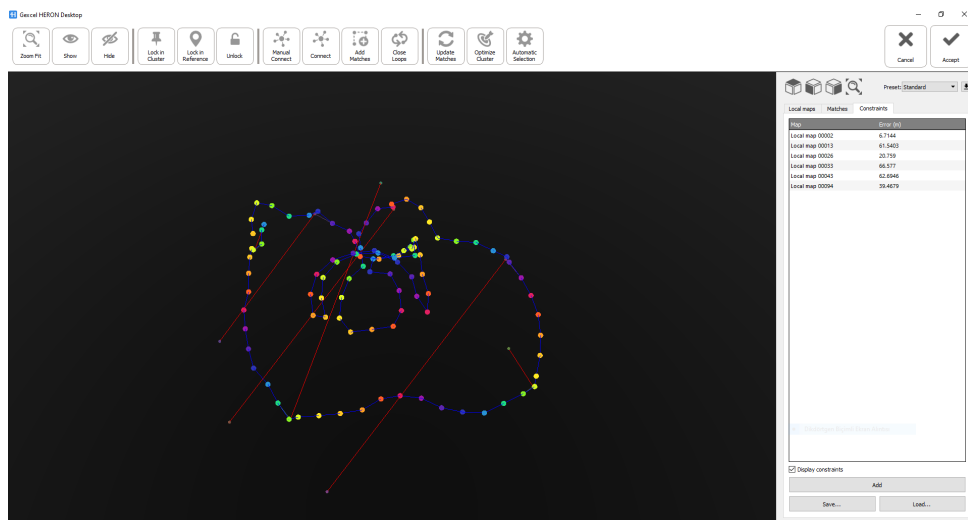 Gexcel HERON Desktop
Zoom Fit
Show
Hide
Lock in Cluster
Lock in Reference
Unlock
Manual Connect
Connect
Add Matches
Close Loops
Update Matches
Optimize Cluster
Automatic Selection
Cancel
Accept
Preset: Standard
Local maps Matches Constraints
Map Error (m)
Local map 00002 6.7144
Local map 00013 61.5403
Local map 00026 20.759
Local map 00033 66.577
Local map 00043 62.6946
Local map 00094 39.4679
Display constraints
Add
Save... Load...